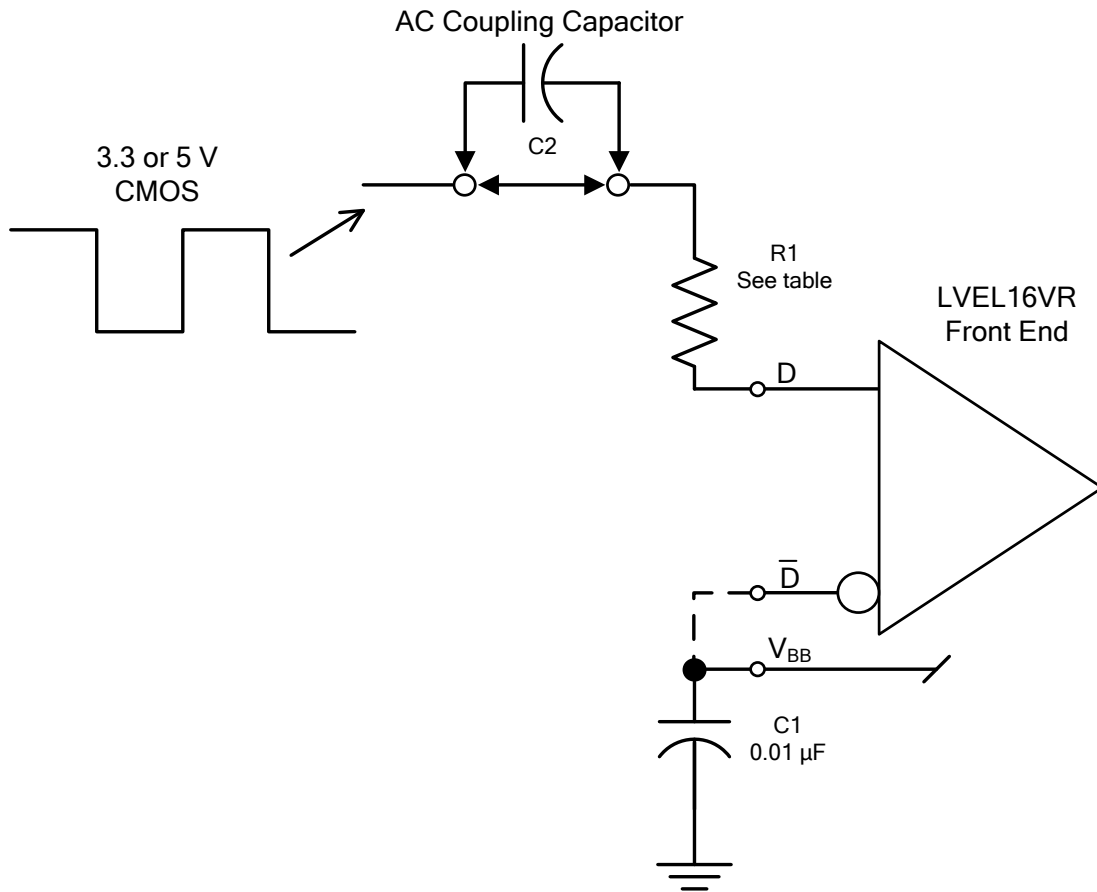 AC Coupling Capacitor
C2
3.3 or 5 V
CMOS
R1
See table
LVEL16VR
Front End
D
D̅
V_BB
C1
0.01 µF